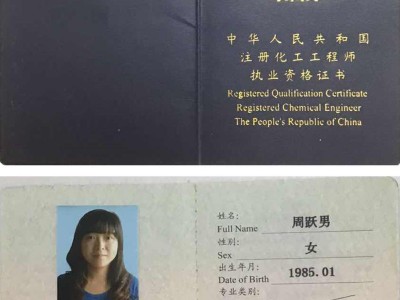 中华人民共和国
注册化工工程师
执业资格证书
Registered Qualification Certificate
Registered Chemical Engineer
The People's Republic of China
姓名: 周跃男
Full Name
性别: 女
Sex
出生年月: 1985.01
Date of Birth
专业类别: